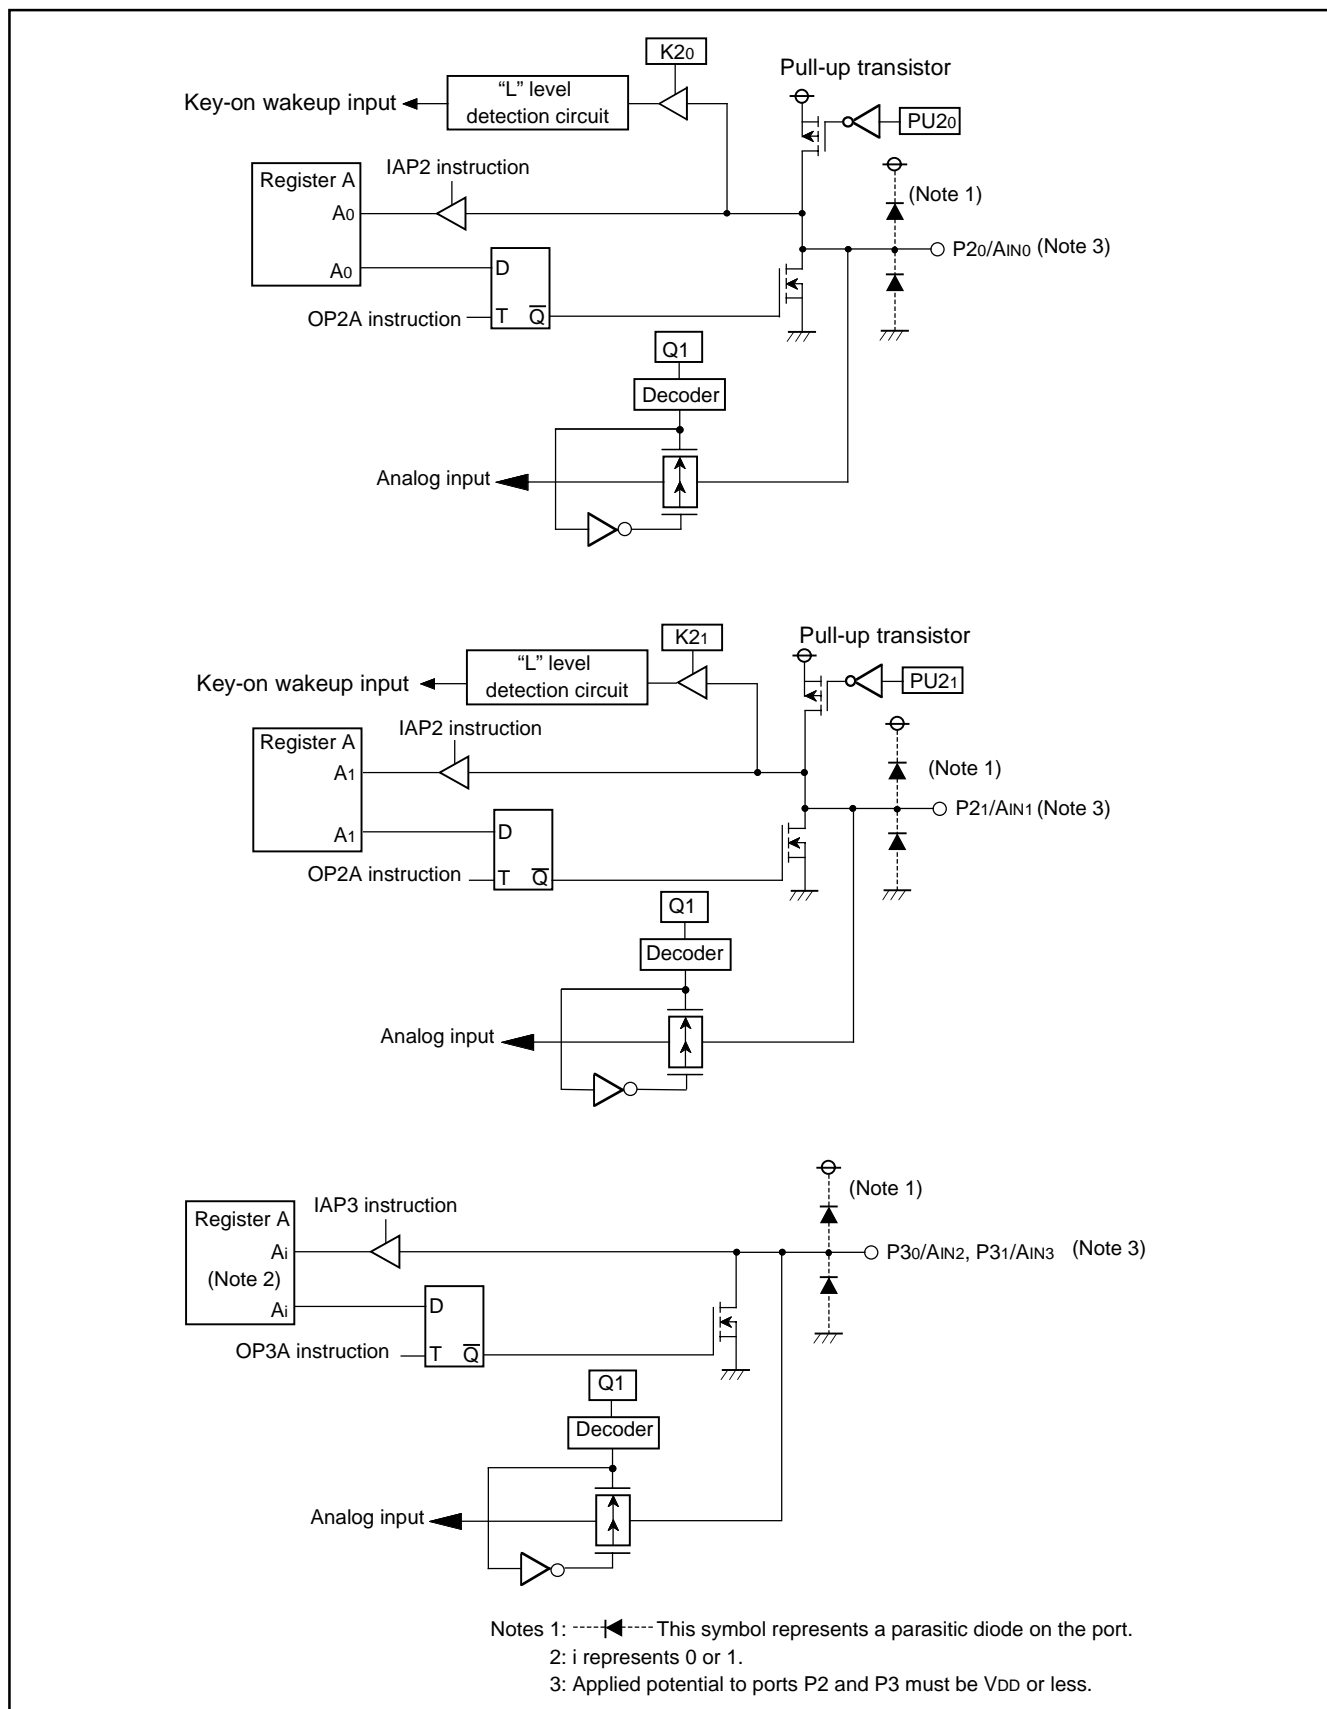 K20
Pull-up transistor
Key-on wakeup input
“L” level
detection circuit
PU20
IAP2 instruction
Register A
(Note 1)
A0
P20/AIN0 (Note 3)
A0
D
OP2A instruction
T Q
Q1
Decoder
Analog input
K21
Pull-up transistor
Key-on wakeup input
“L” level
detection circuit
PU21
IAP2 instruction
Register A
(Note 1)
A1
P21/AIN1 (Note 3)
A1
D
OP2A instruction
T Q
Q1
Decoder
Analog input
(Note 1)
IAP3 instruction
Register A
Ai
P30/AIN2, P31/AIN3 (Note 3)
(Note 2)
Ai
D
OP3A instruction
T Q
Q1
Decoder
Analog input
Notes 1: This symbol represents a parasitic diode on the port.
2: i represents 0 or 1.
3: Applied potential to ports P2 and P3 must be VDD or less.